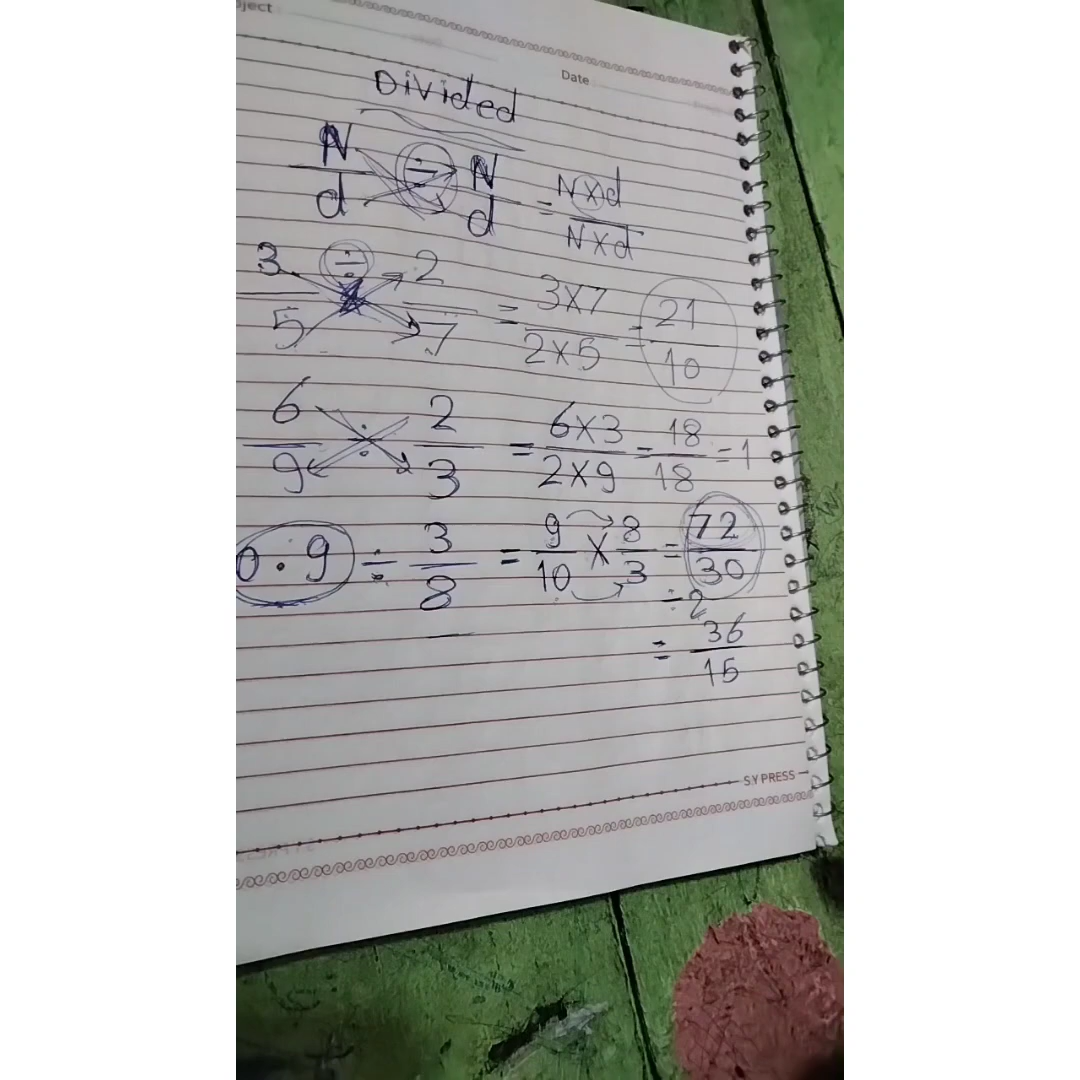 ject
Date
Divided
N/d ÷ N/d = N×d/N×d
3/5 ÷ 2/7 = 3×7/2×5 = 21/10
6/9 ÷ 2/3 = 6×3/2×9 = 18/18 = 1
0.9 ÷ 3/8 = 9/10 × 8/3 = 72/30
÷2
= 36/15
S.Y PRESS